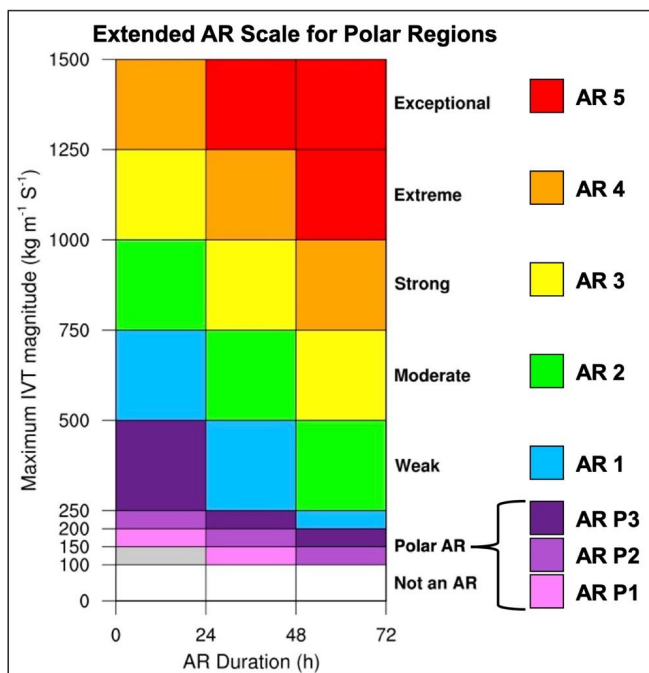 Extended AR Scale for Polar Regions
1500
Exceptional
AR 5
1250
Extreme
AR 4
1000
Strong
AR 3
750
Moderate
AR 2
500
Weak
AR 1
250
200
150
100
0
Polar AR
AR P3
AR P2
AR P1
Not an AR
0 24 48 72
AR Duration (h)
Maximum IVT magnitude (kg m⁻¹ S⁻¹)